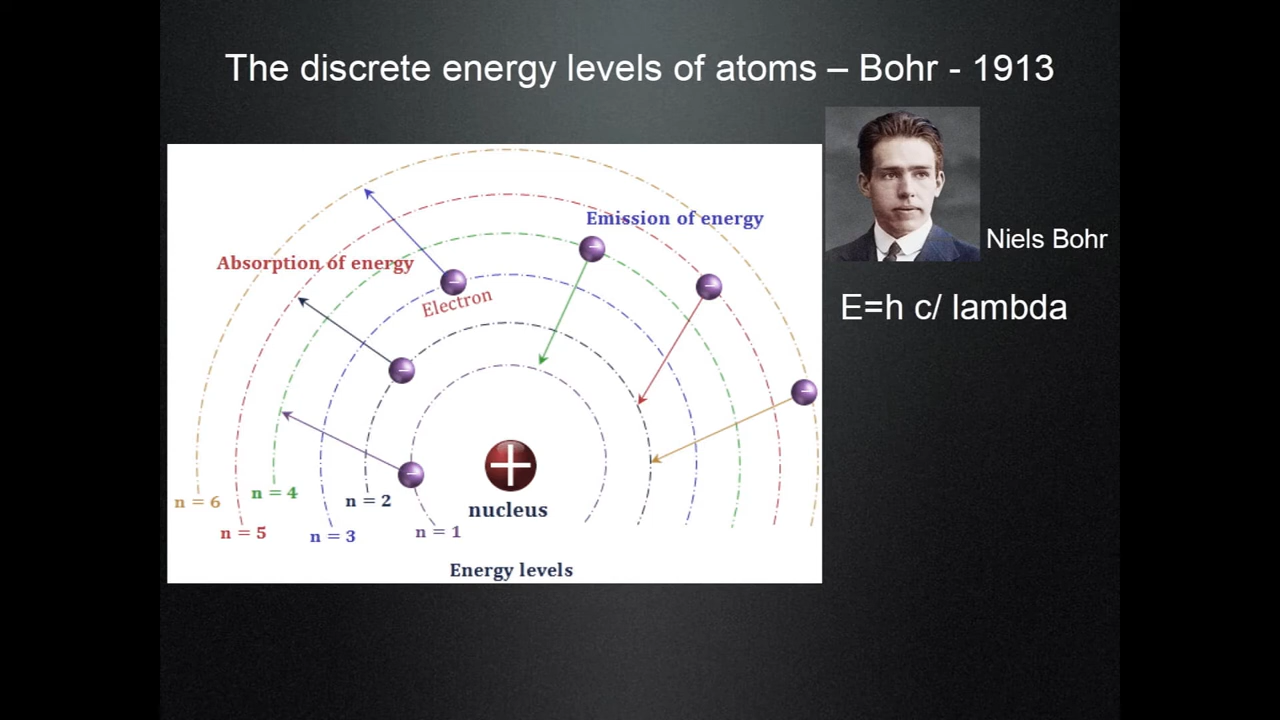 The discrete energy levels of atoms – Bohr - 1913
Emission of energy
Niels Bohr
Absorption of energy
Electron
E=h c/ lambda
n = 6
n = 5
n = 4
n = 3
n = 2
n = 1
nucleus
Energy levels